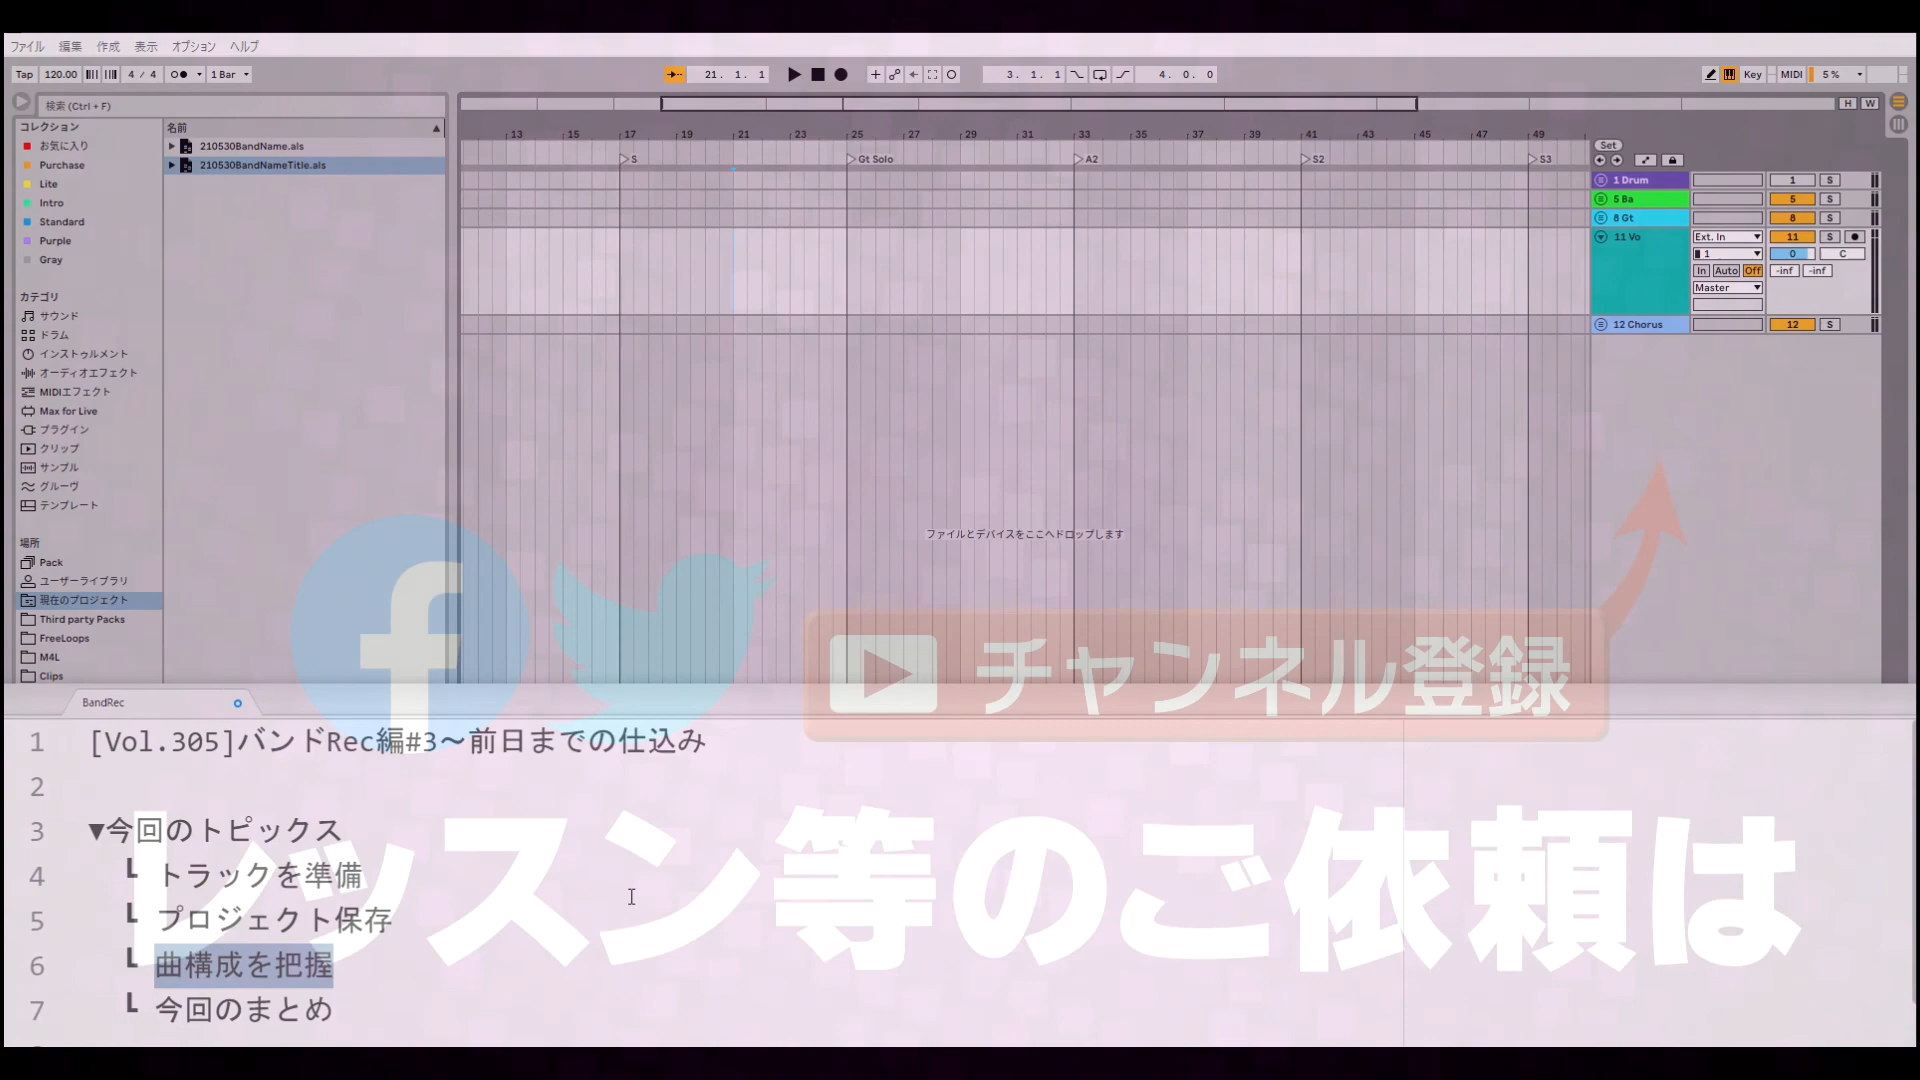 ファイル 編集 作成 表示 オプション ヘルプ
Tap 120.00 4 / 4 1 Bar 21. 1. 1 3. 1. 1 4. 0. 0 Key MIDI 5 %
検索 (Ctrl + F)
H W
コレクション
名前
お気に入り
Purchase
Lite
Intro
Standard
Purple
Gray
210530BandName.als
210530BandNameTitle.als
カテゴリ
サウンド
ドラム
インストゥルメント
オーディオエフェクト
MIDIエフェクト
Max for Live
プラグイン
クリップ
サンプル
グルーヴ
テンプレート
場所
Pack
ユーザーライブラリ
現在のプロジェクト
Third party Packs
FreeLoops
M4L
Clips
13 15 17 19 21 23 25 27 29 31 33 35 37 39 41 43 45 47 49
S Gt Solo A2 S2 S3
Set
1 Drum 1 S
5 Ba 5 S
8 Gt 8 S
11 Vo Ext. In 11 S
1 0 C
In Auto Off -inf -inf
Master
12 Chorus 12 S
ファイルとデバイスをここへドロップします
チャンネル登録
BandRec
1 [Vol.305]バンドRec編#3～前日までの仕込み
2
3 ▼今回のトピックス
4 ┗ トラックを準備
5 ┗ プロジェクト保存
6 ┗ 曲構成を把握
7 ┗ 今回のまとめ
レッスン等のご依頼は